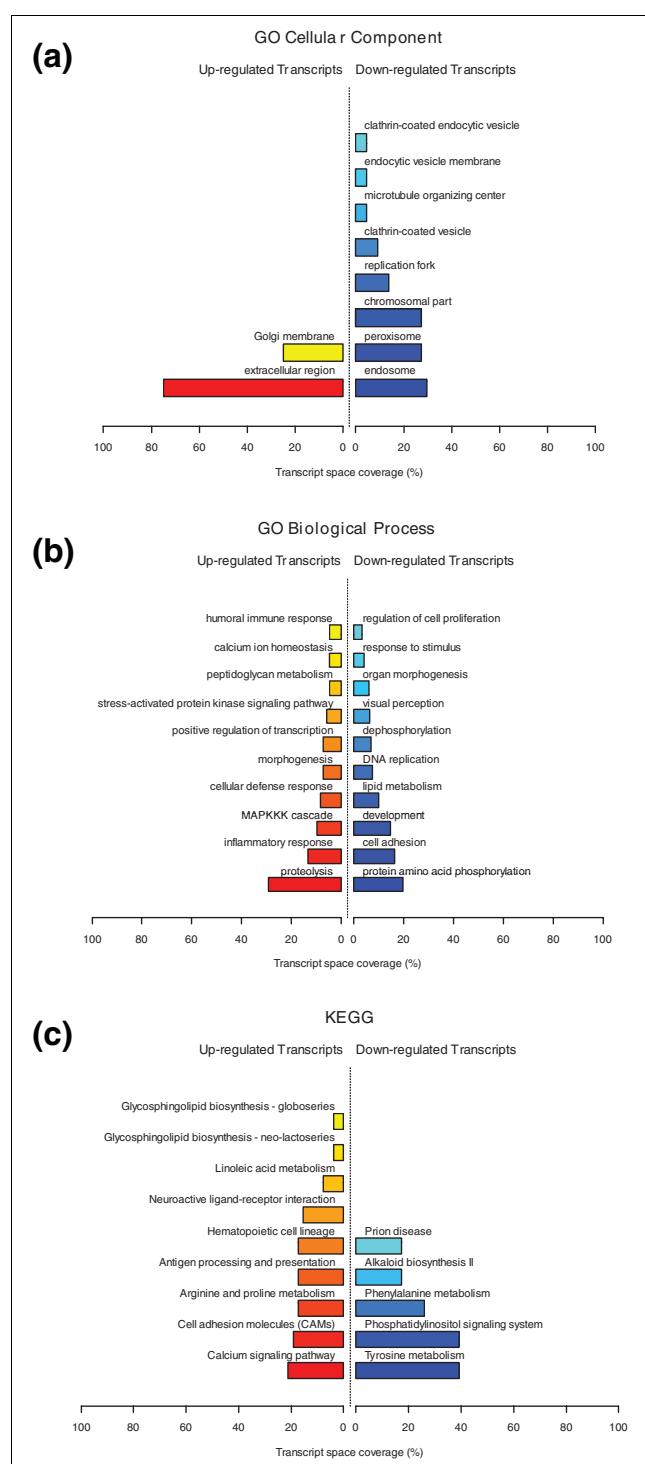 (a)
GO Cellular Component
Up-regulated Transcripts Down-regulated Transcripts
clathrin-coated endocytic vesicle
endocytic vesicle membrane
microtubule organizing center
clathrin-coated vesicle
replication fork
chromosomal part
Golgi membrane peroxisome
extracellular region endosome
100 80 60 40 20 0 0 20 40 60 80 100
Transcript space coverage (%)
(b)
GO Biological Process
Up-regulated Transcripts Down-regulated Transcripts
humoral immune response regulation of cell proliferation
calcium ion homeostasis response to stimulus
peptidoglycan metabolism organ morphogenesis
stress-activated protein kinase signaling pathway visual perception
positive regulation of transcription dephosphorylation
morphogenesis DNA replication
cellular defense response lipid metabolism
MAPKKK cascade development
inflammatory response cell adhesion
proteolysis protein amino acid phosphorylation
100 80 60 40 20 0 0 20 40 60 80 100
Transcript space coverage (%)
(c)
KEGG
Up-regulated Transcripts Down-regulated Transcripts
Glycosphingolipid biosynthesis - globoseries
Glycosphingolipid biosynthesis - neo-lactoseries
Linoleic acid metabolism
Neuroactive ligand-receptor interaction
Hematopoietic cell lineage Prion disease
Antigen processing and presentation Alkaloid biosynthesis II
Arginine and proline metabolism Phenylalanine metabolism
Cell adhesion molecules (CAMs) Phosphatidylinositol signaling system
Calcium signaling pathway Tyrosine metabolism
100 80 60 40 20 0 0 20 40 60 80 100
Transcript space coverage (%)